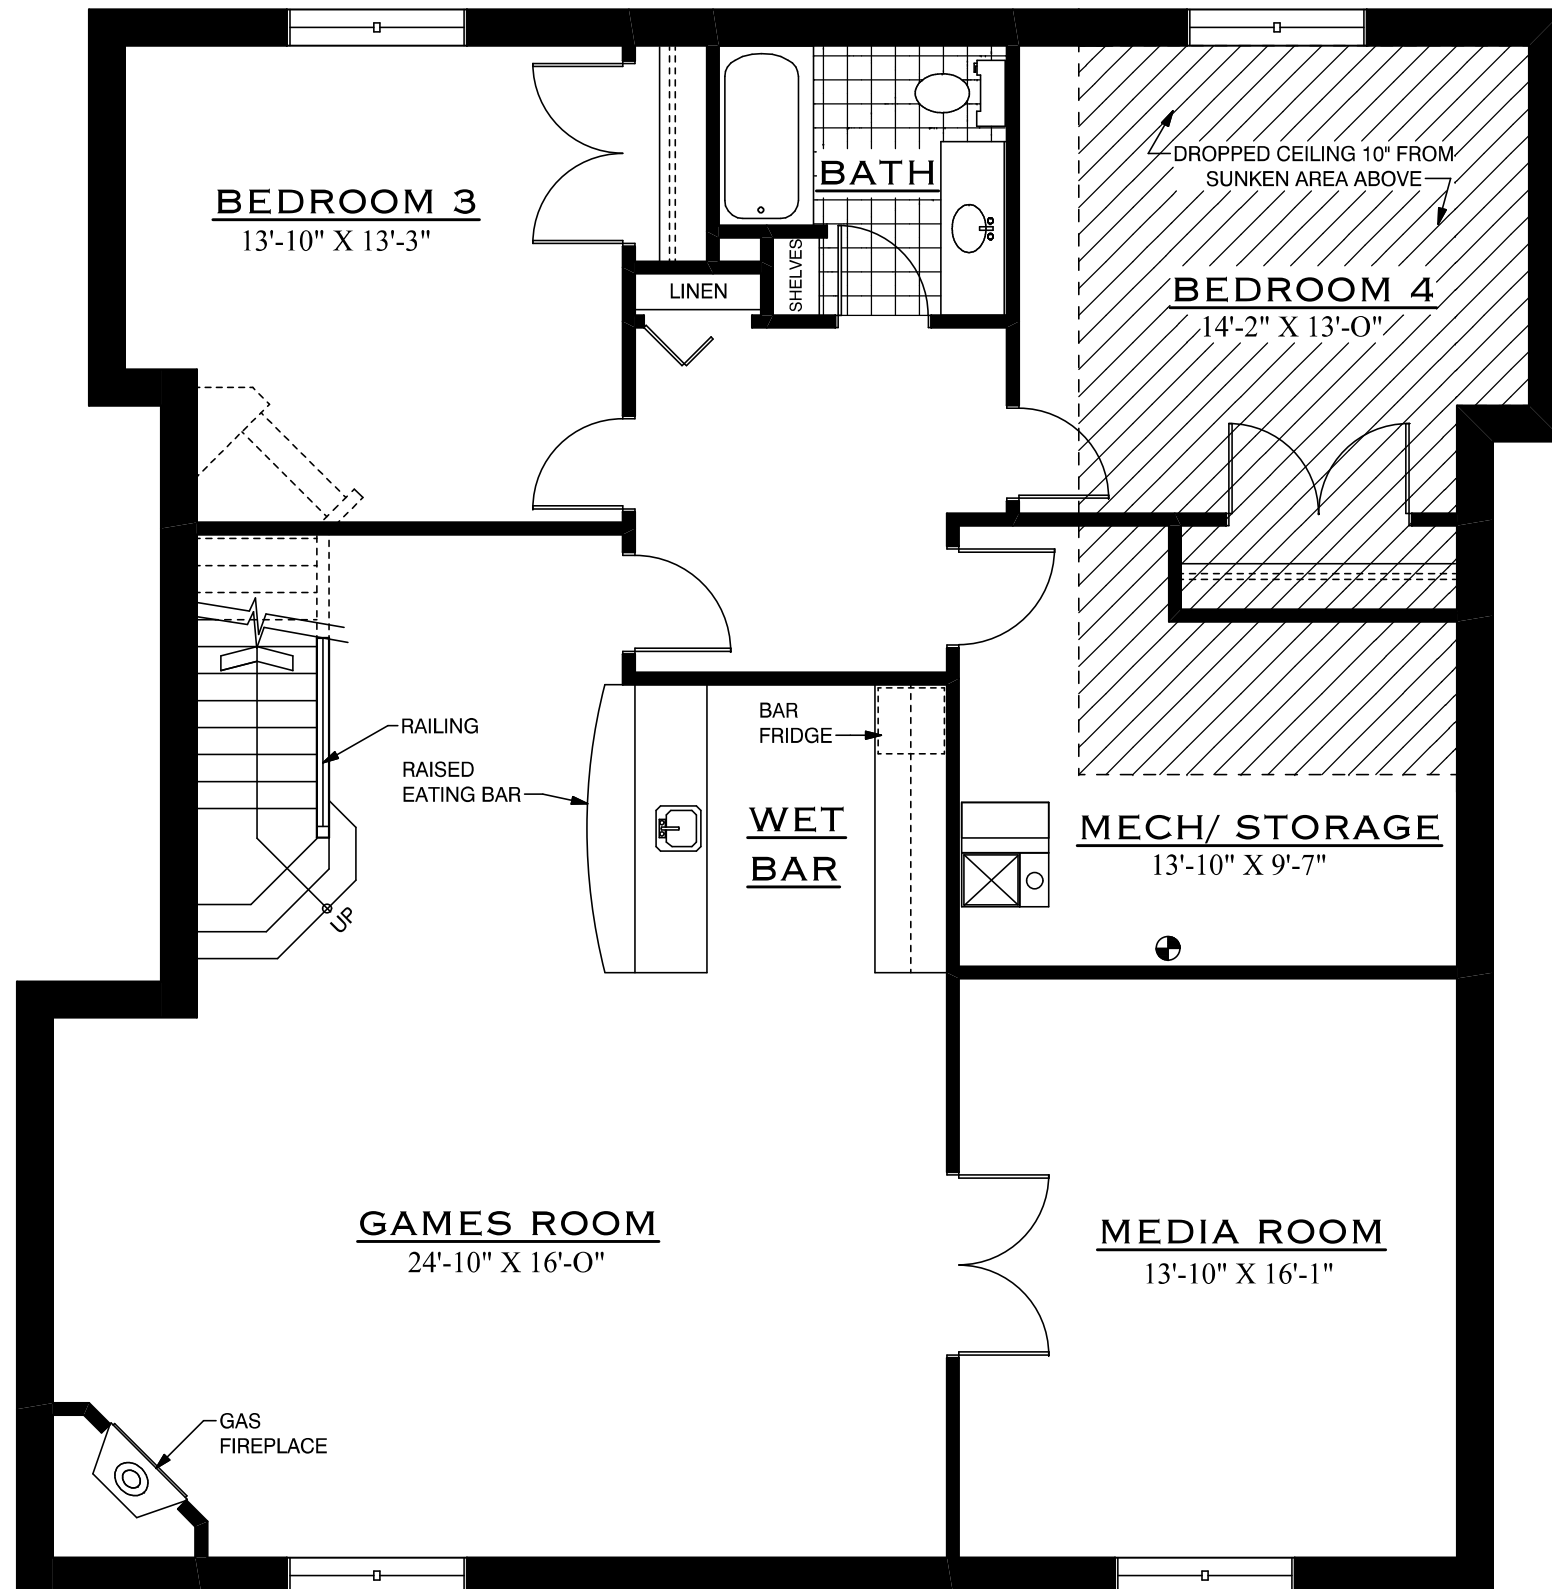 BATH
DROPPED CEILING 10" FROM
SUNKEN AREA ABOVE
BEDROOM 3
13'-10" X 13'-3"
SHELVES
LINEN
BEDROOM 4
14'-2" X 13'-O"
RAILING
RAISED
EATING BAR
BAR
FRIDGE
WET
BAR
MECH/ STORAGE
13'-10" X 9'-7"
UP
GAMES ROOM
24'-10" X 16'-O"
MEDIA ROOM
13'-10" X 16'-1"
GAS
FIREPLACE